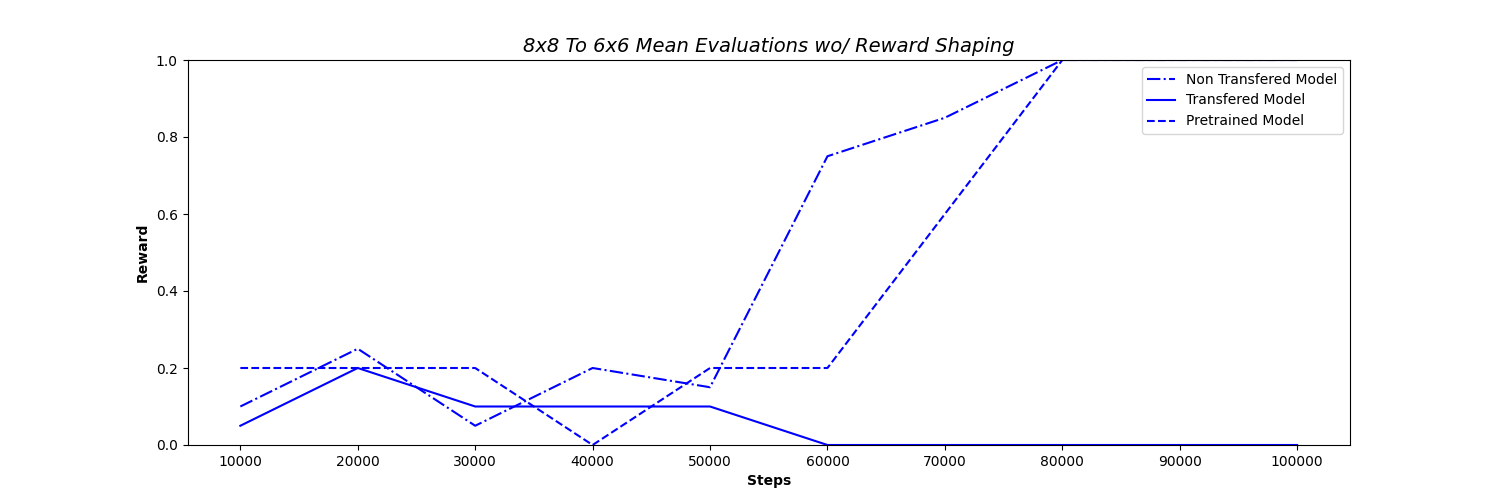 8x8 To 6x6 Mean Evaluations wo/ Reward Shaping
1.0
0.8
0.6
0.4
0.2
0.0
Reward
Non Transfered Model
Transfered Model
Pretrained Model
10000 20000 30000 40000 50000 60000 70000 80000 90000 100000
Steps